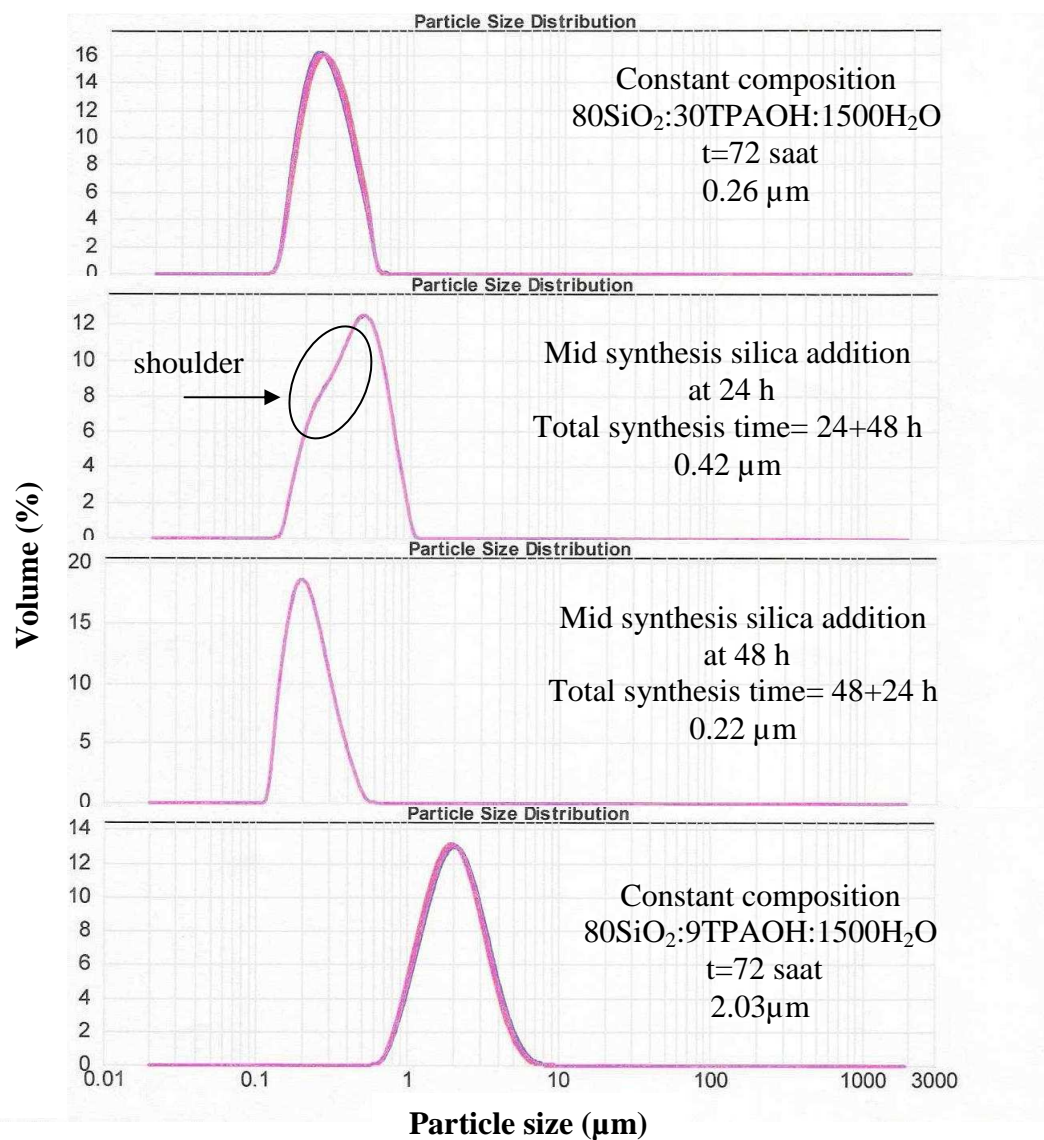 Particle Size Distribution
16
14
12
10
8
6
4
2
0
Constant composition
80SiO₂:30TPAOH:1500H₂O
t=72 saat
0.26 µm
Particle Size Distribution
12
10
8
6
4
2
0
shoulder
Mid synthesis silica addition
at 24 h
Total synthesis time= 24+48 h
0.42 µm
Particle Size Distribution
20
15
10
5
0
Mid synthesis silica addition
at 48 h
Total synthesis time= 48+24 h
0.22 µm
Particle Size Distribution
14
12
10
8
6
4
2
0
Constant composition
80SiO₂:9TPAOH:1500H₂O
t=72 saat
2.03µm
0.01 0.1 1 10 100 1000 3000
Particle size (µm)
Volume (%)